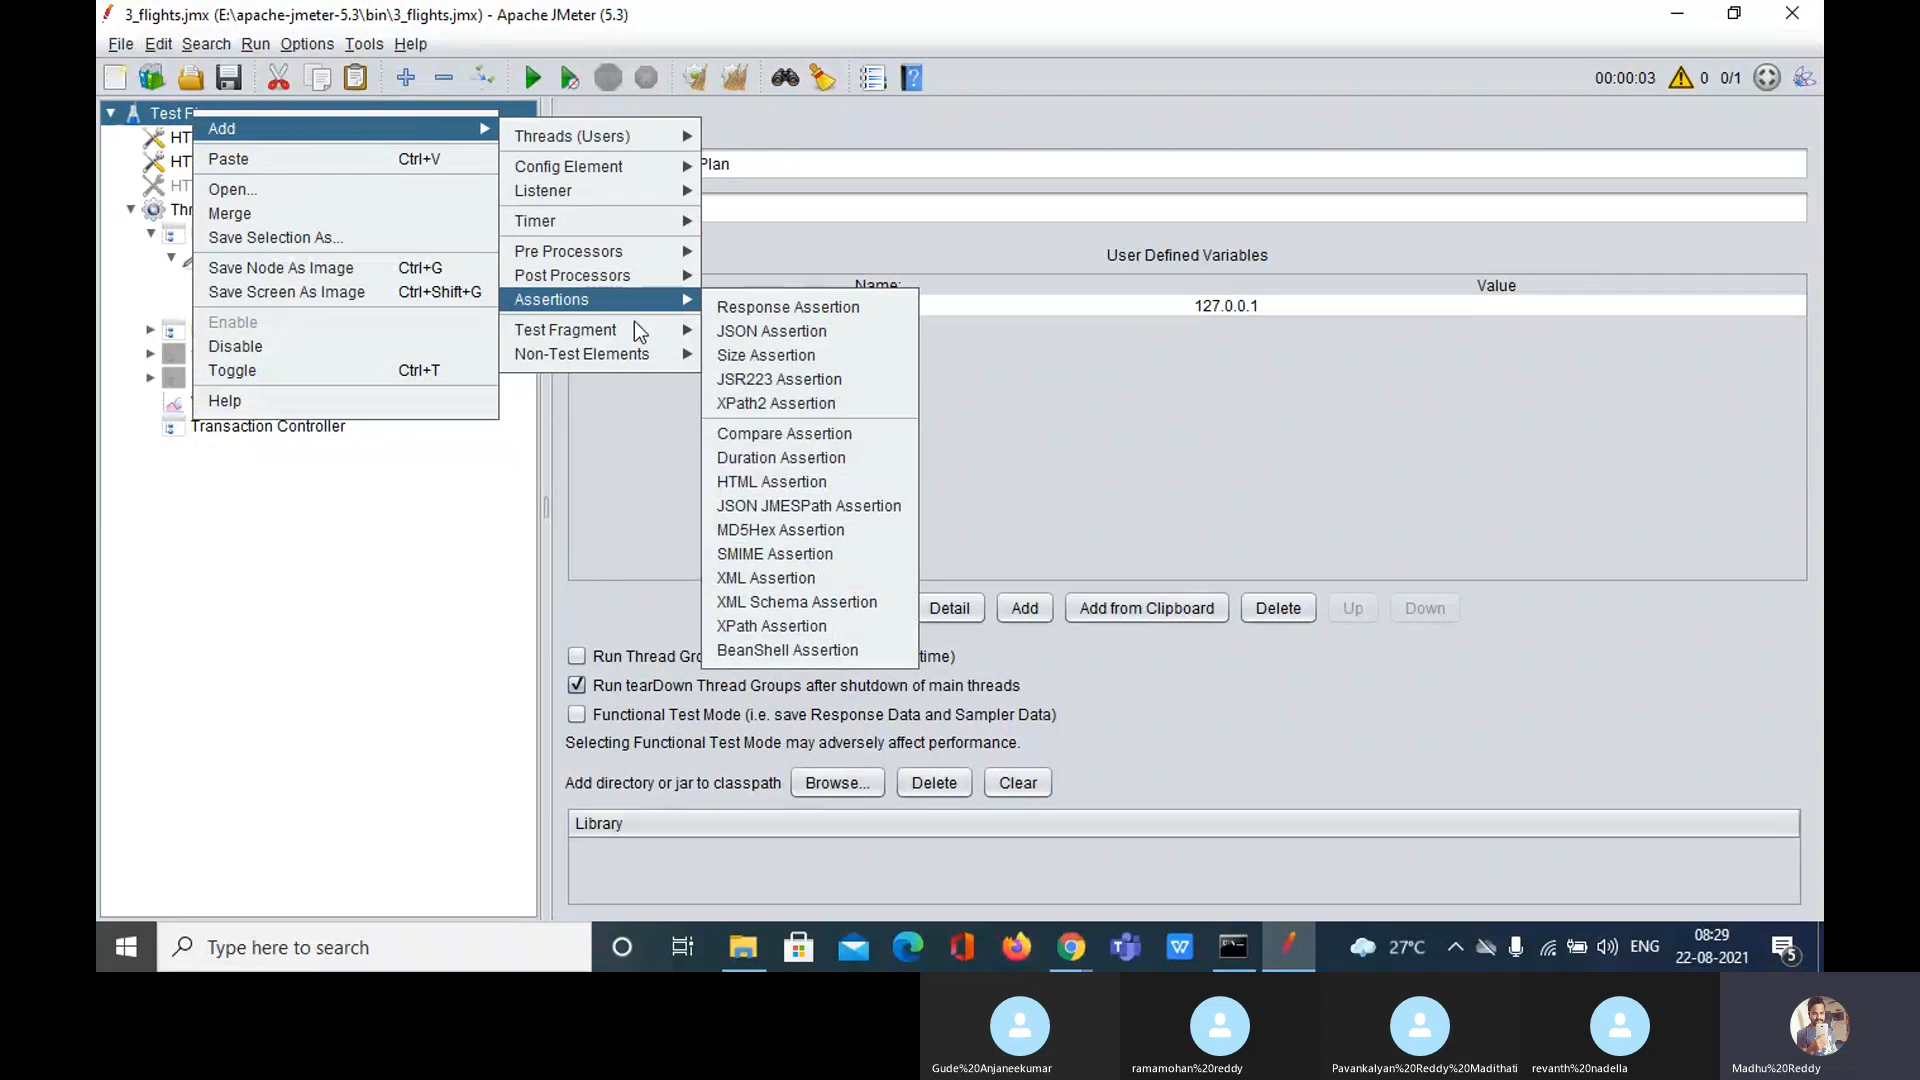 3_flights.jmx (E:\apache-jmeter-5.3\bin\3_flights.jmx) - Apache JMeter (5.3)
File Edit Search Run Options Tools Help
00:00:03 0 0/1
Test F
HT
HT
HT
Thr
Transaction Controller
Add
Paste Ctrl+V
Open...
Merge
Save Selection As...
Save Node As Image Ctrl+G
Save Screen As Image Ctrl+Shift+G
Enable
Disable
Toggle Ctrl+T
Help
Threads (Users)
Config Element
Listener
Timer
Pre Processors
Post Processors
Assertions
Test Fragment
Non-Test Elements
Response Assertion
JSON Assertion
Size Assertion
JSR223 Assertion
XPath2 Assertion
Compare Assertion
Duration Assertion
HTML Assertion
JSON JMESPath Assertion
MD5Hex Assertion
SMIME Assertion
XML Assertion
XML Schema Assertion
XPath Assertion
BeanShell Assertion
Plan
User Defined Variables
Name: Value
127.0.0.1
Detail Add Add from Clipboard Delete Up Down
Run Thread Gro time)
Run tearDown Thread Groups after shutdown of main threads
Functional Test Mode (i.e. save Response Data and Sampler Data)
Selecting Functional Test Mode may adversely affect performance.
Add directory or jar to classpath Browse... Delete Clear
Library
Type here to search
27°C ENG 08:29
22-08-2021 5
Gude%20Anjaneekumar ramamohan%20reddy Pavankalyan%20Reddy%20Madithati revanth%20nadella Madhu%20Reddy